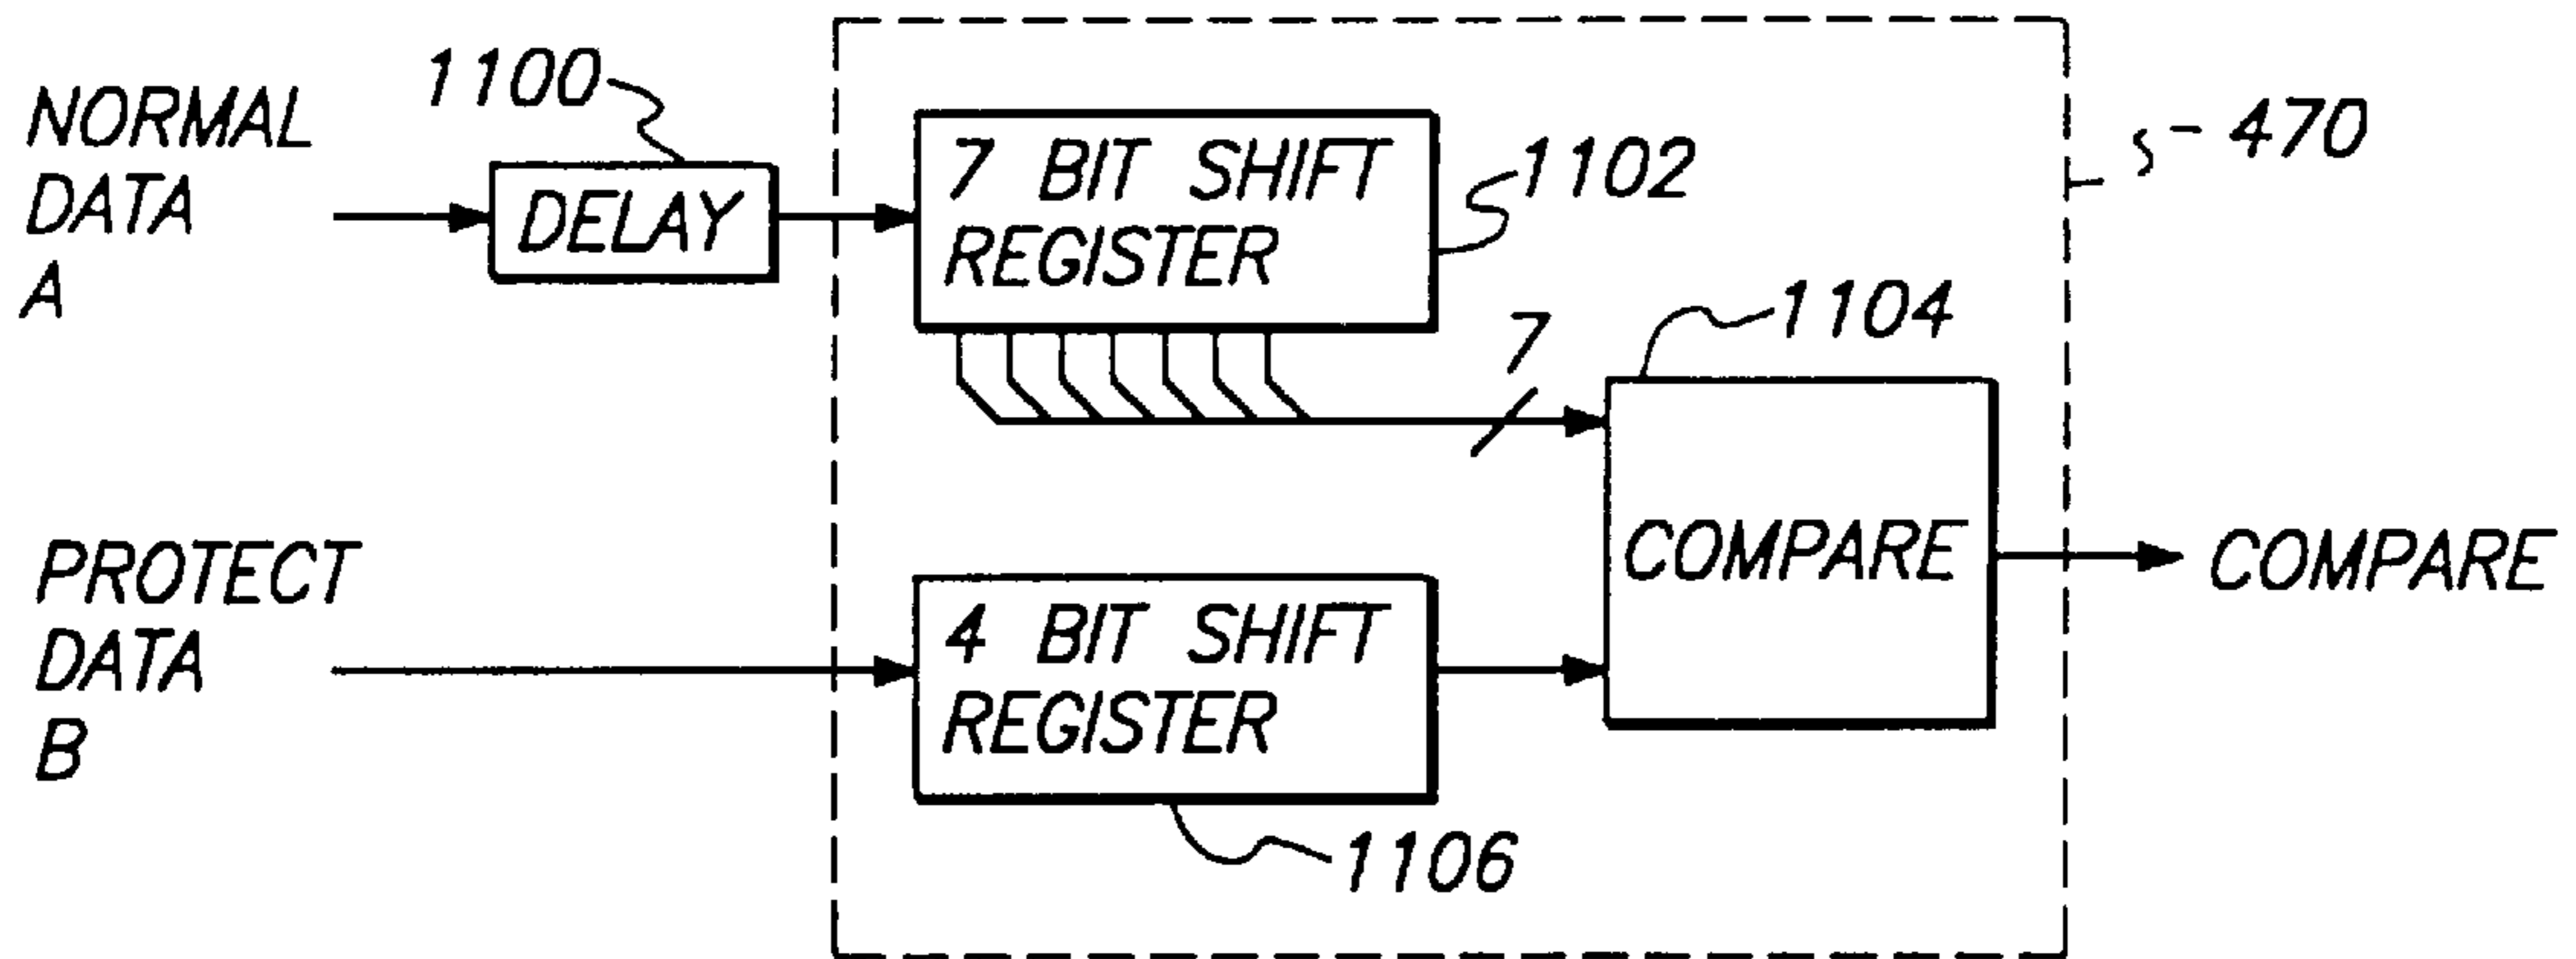 NORMAL
DATA
A
1100
DELAY
7 BIT SHIFT
REGISTER
1102
470
7
1104
COMPARE
COMPARE
PROTECT
DATA
B
4 BIT SHIFT
REGISTER
1106